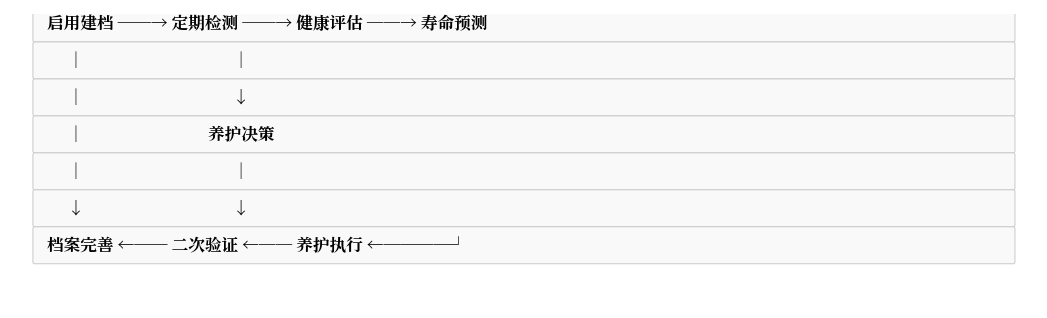 启用建档 ───→ 定期检测 ───→ 健康评估 ───→ 寿命预测
│ │
│ ↓
│ 养护决策
│ │
↓ ↓
档案完善 ←─── 二次验证 ←─── 养护执行 ←──────┘